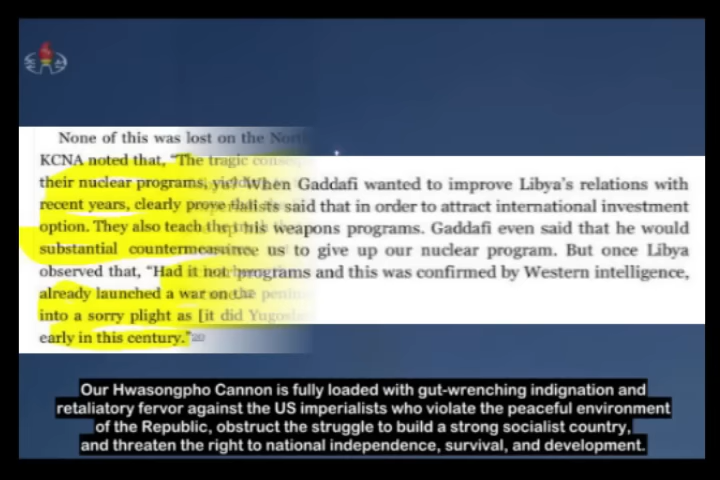 None of this was lost on the Nor
KCNA noted that, "The tragic conseq
their nuclear programs,
recent years, clearly prove
option. They also teach
substantial countermeasures
observed that, "Had it not
already launched a war on the penin
into a sorry plight as [it did Yugosla
early in this century."
When Gaddafi wanted to improve Libya's relations with
said that in order to attract international investment
his weapons programs. Gaddafi even said that he would
us to give up our nuclear program. But once Libya
programs and this was confirmed by Western intelligence,
Our Hwasongpho Cannon is fully loaded with gut-wrenching indignation and
retaliatory fervor against the US imperialists who violate the peaceful environment
of the Republic, obstruct the struggle to build a strong socialist country,
and threaten the right to national independence, survival, and development.